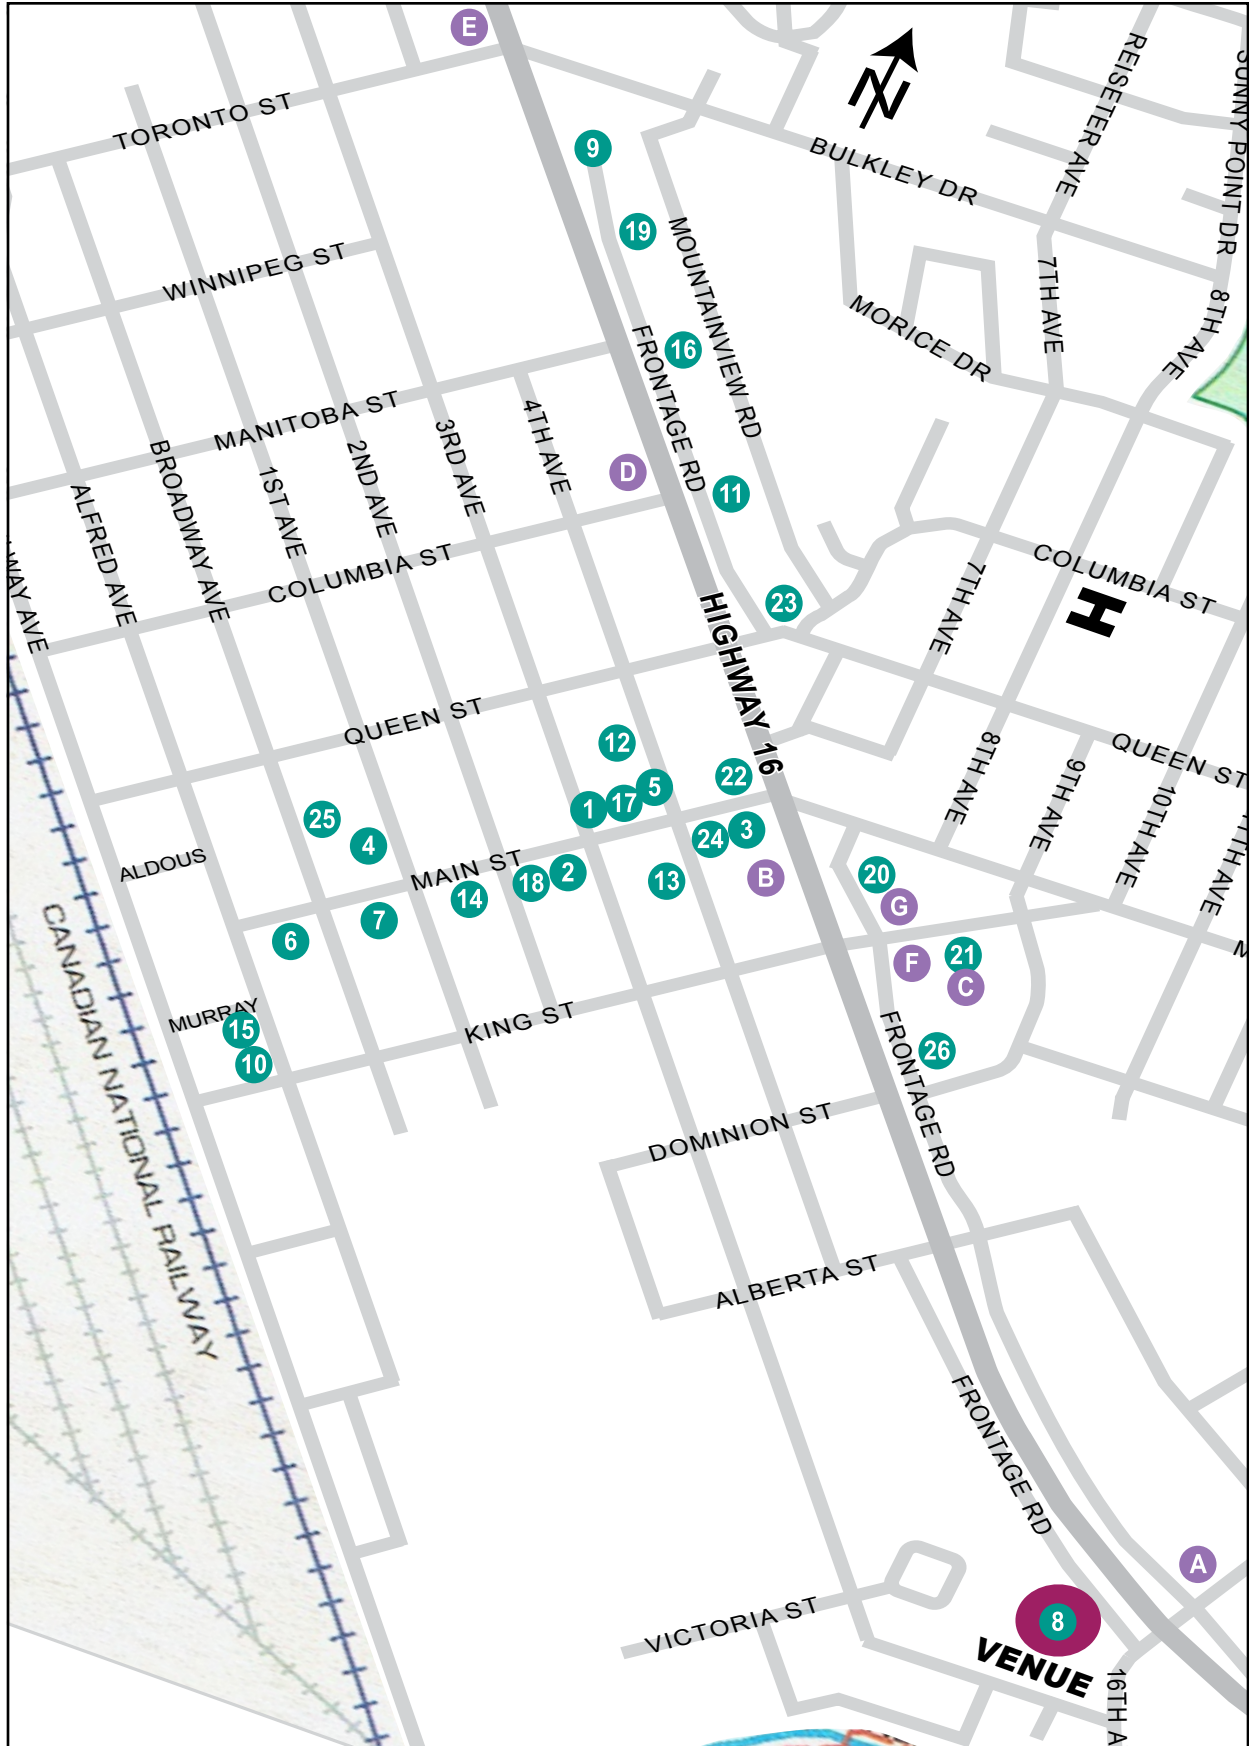 E
N
TORONTO ST
REISETER AVE
SUNNY POINT DR
9
BULKLEY DR
19
MOUNTAINVIEW RD
WINNIPEG ST
7TH AVE
8TH AVE
MORICE DR
FRONTAGE RD
16
MANITOBA ST
4TH AVE
3RD AVE
2ND AVE
1ST AVE
BROADWAY AVE
ALFRED AVE
WAY AVE
D
11
COLUMBIA ST
COLUMBIA ST
H
7TH AVE
23
HIGHWAY 16
QUEEN ST
QUEEN ST
12
22
5
17
1
8TH AVE
9TH AVE
10TH AVE
11TH AVE
25
4
3
24
ALDOUS
MAIN ST
2
18
14
13
B
20
G
7
6
21
F
C
M
CANADIAN NATIONAL RAILWAY
MURRAY
15
10
KING ST
FRONTAGE RD
26
DOMINION ST
ALBERTA ST
FRONTAGE RD
A
8
VENUE
VICTORIA ST
16TH A